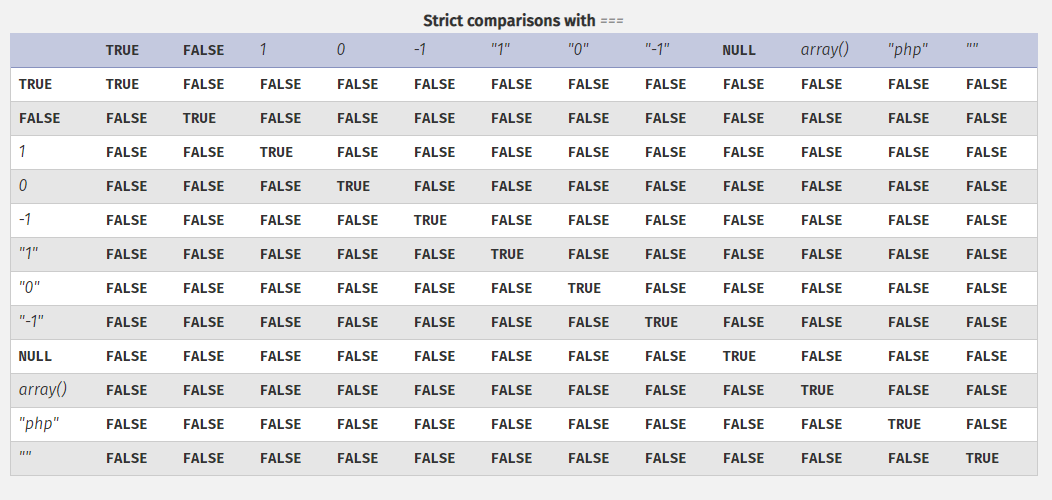 Strict comparisons with ===
TRUE FALSE 1 0 -1 "1" "0" "-1" NULL array() "php" ""
TRUE TRUE FALSE FALSE FALSE FALSE FALSE FALSE FALSE FALSE FALSE FALSE FALSE
FALSE FALSE TRUE FALSE FALSE FALSE FALSE FALSE FALSE FALSE FALSE FALSE FALSE
1 FALSE FALSE TRUE FALSE FALSE FALSE FALSE FALSE FALSE FALSE FALSE FALSE
0 FALSE FALSE FALSE TRUE FALSE FALSE FALSE FALSE FALSE FALSE FALSE FALSE
-1 FALSE FALSE FALSE FALSE TRUE FALSE FALSE FALSE FALSE FALSE FALSE FALSE
"1" FALSE FALSE FALSE FALSE FALSE TRUE FALSE FALSE FALSE FALSE FALSE FALSE
"0" FALSE FALSE FALSE FALSE FALSE FALSE TRUE FALSE FALSE FALSE FALSE FALSE
"-1" FALSE FALSE FALSE FALSE FALSE FALSE FALSE TRUE FALSE FALSE FALSE FALSE
NULL FALSE FALSE FALSE FALSE FALSE FALSE FALSE FALSE TRUE FALSE FALSE FALSE
array() FALSE FALSE FALSE FALSE FALSE FALSE FALSE FALSE FALSE TRUE FALSE FALSE
"php" FALSE FALSE FALSE FALSE FALSE FALSE FALSE FALSE FALSE FALSE TRUE FALSE
"" FALSE FALSE FALSE FALSE FALSE FALSE FALSE FALSE FALSE FALSE FALSE TRUE